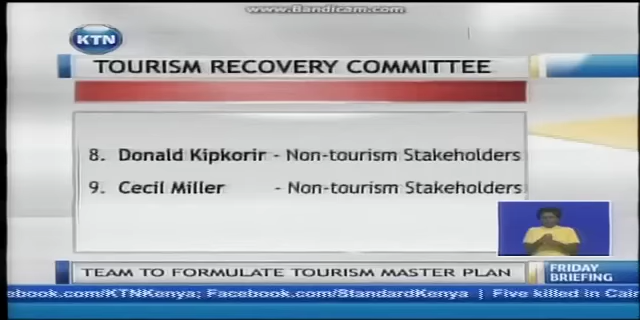 www.Bandicam.com
KTN
TOURISM RECOVERY COMMITTEE
8. Donald Kipkorir - Non-tourism Stakeholders
9. Cecil Miller - Non-tourism Stakeholders
TEAM TO FORMULATE TOURISM MASTER PLAN
FRIDAY
BRIEFING
ebook.com/KTNKenya; Facebook.com/StandardKenya | Five killed in Cair